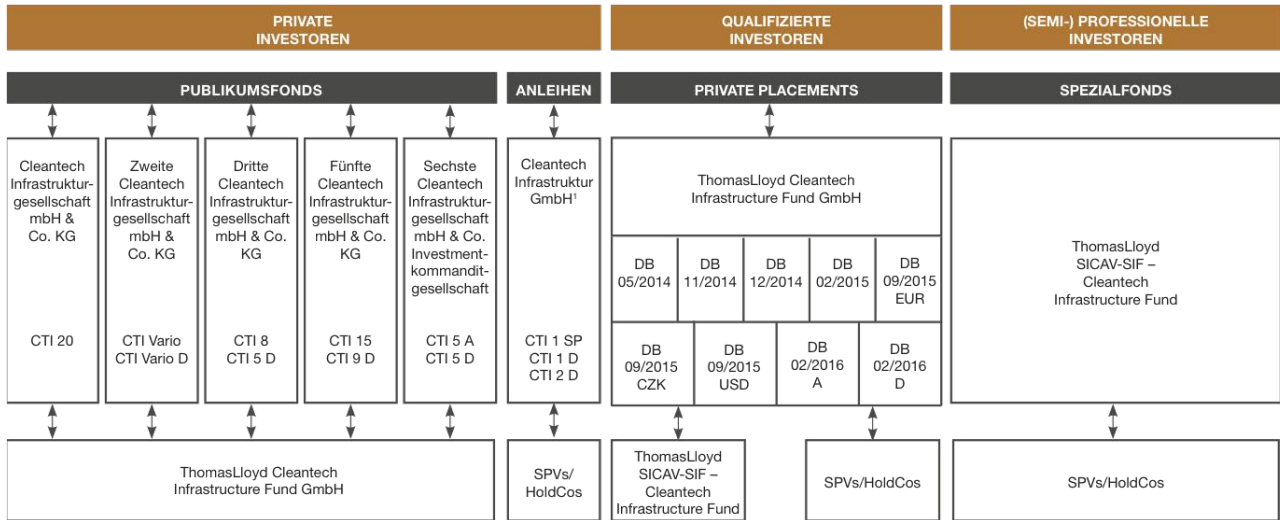 PRIVATE
INVESTOREN
QUALIFIZIERTE
INVESTOREN
(SEMI-) PROFESSIONELLE
INVESTOREN
PUBLIKUMSFONDS
ANLEIHEN
PRIVATE PLACEMENTS
SPEZIALFONDS
Cleantech
Infrastruktur-
gesellschaft
mbH &
Co. KG
CTI 20
Zweite
Cleantech
Infrastruktur-
gesellschaft
mbH &
Co. KG
CTI Vario
CTI Vario D
Dritte
Cleantech
Infrastruktur-
gesellschaft
mbH & Co.
KG
CTI 8
CTI 5 D
Fünfte
Cleantech
Infrastruktur-
gesellschaft
mbH & Co.
KG
CTI 15
CTI 9 D
Sechste
Cleantech
Infrastruktur-
gesellschaft
mbH & Co.
Investment-
kommandit-
gesellschaft
CTI 5 A
CTI 5 D
Cleantech
Infrastruktur
GmbH¹
CTI 1 SP
CTI 1 D
CTI 2 D
ThomasLloyd Cleantech
Infrastructure Fund GmbH
DB
05/2014
DB
11/2014
DB
12/2014
DB
02/2015
DB
09/2015
EUR
DB
09/2015
CZK
DB
09/2015
USD
DB
02/2016
A
DB
02/2016
D
ThomasLloyd
SICAV-SIF –
Cleantech
Infrastructure Fund
ThomasLloyd Cleantech
Infrastructure Fund GmbH
SPVs/
HoldCos
ThomasLloyd
SICAV-SIF –
Cleantech
Infrastructure Fund
SPVs/HoldCos
SPVs/HoldCos